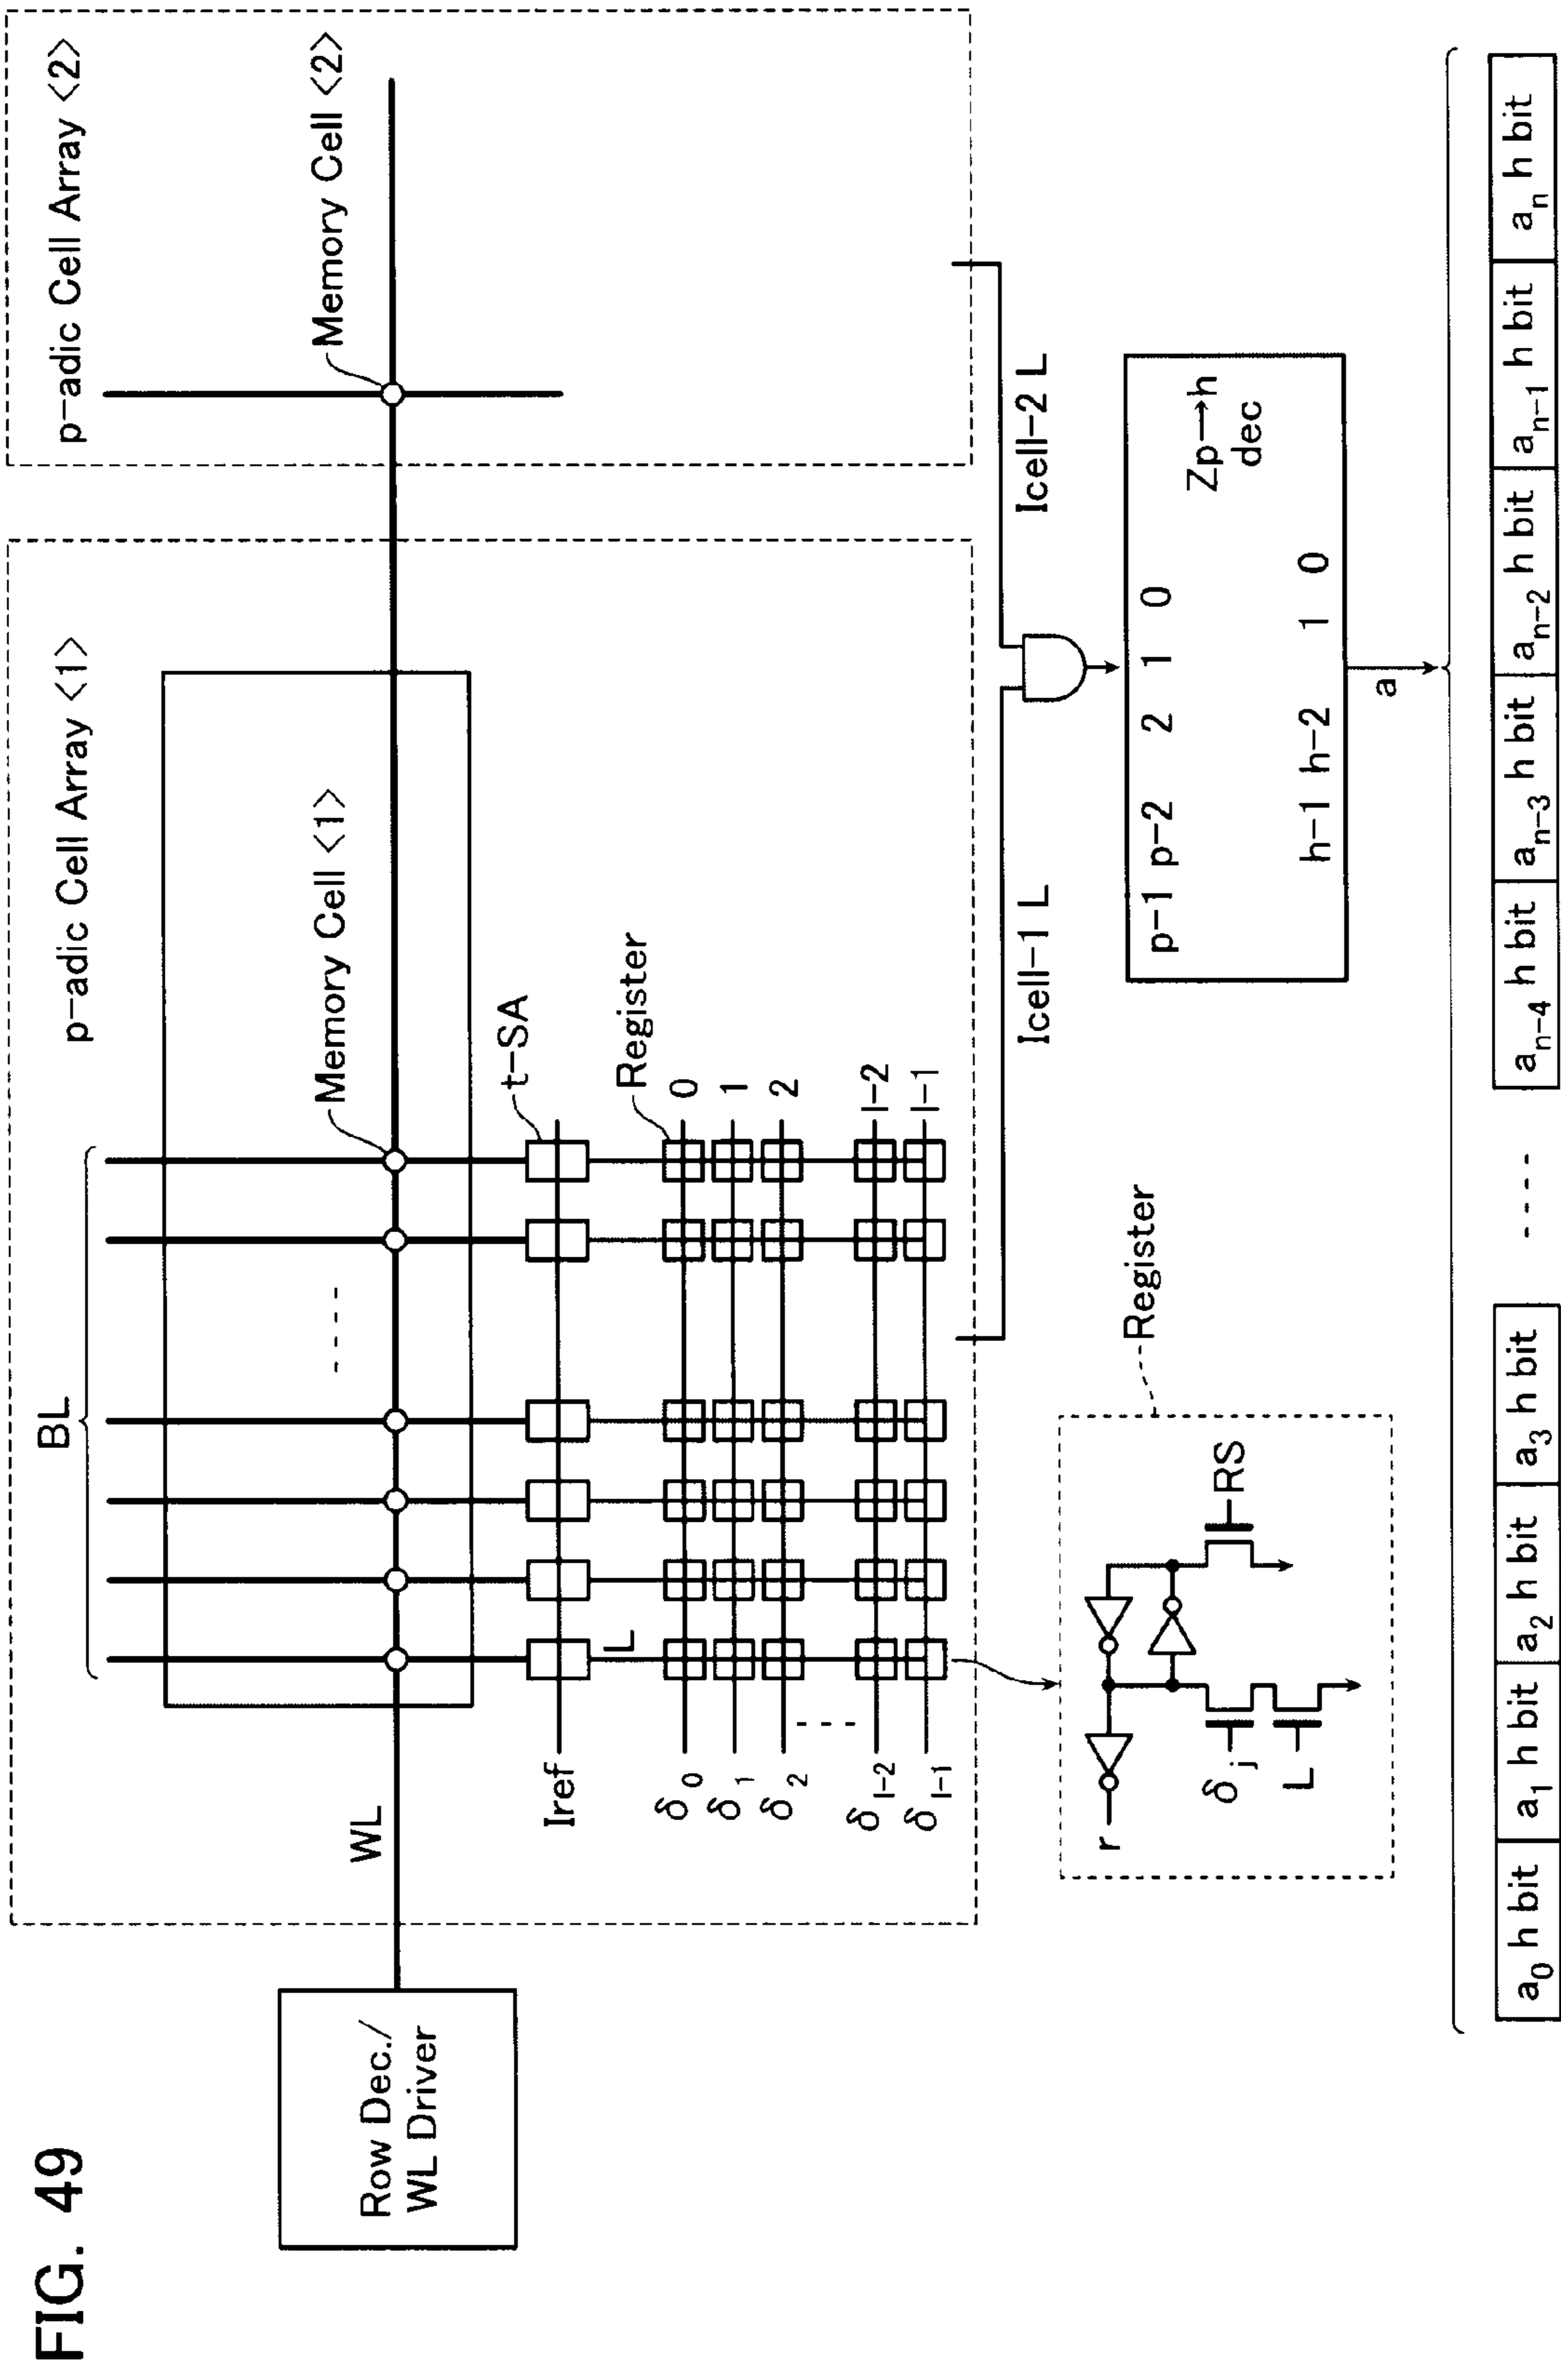 FIG. 49
p-adic Cell Array <1>
p-adic Cell Array <2>
BL
Memory Cell <1>
Memory Cell <2>
Row Dec./
WL Driver
WL
t-SA
Iref
L
Register
δ0 0
δ1 1
δ2 2
δl-2 l-2
δl-1 l-1
Icell-1 L
Icell-2 L
Register
r
δj
L
RS
p-1 p-2 2 1 0
Zp→h
dec
h-1 h-2 1 0
a
a0 h bit a1 h bit a2 h bit a3 h bit an-4 h bit an-3 h bit an-2 h bit an-1 h bit an h bit